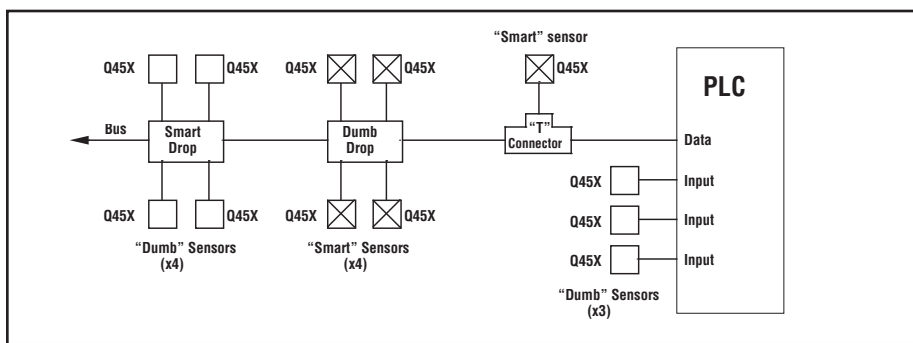 “Smart” sensor
Q45X Q45X Q45X Q45X Q45X
PLC
Bus
Smart
Drop
Dumb
Drop
“T”
Connector
Data
Q45X Input
Q45X Q45X Q45X Q45X
“Dumb” Sensors
(x4)
“Smart” Sensors
(x4)
Q45X Input
Q45X Input
“Dumb” Sensors
(x3)